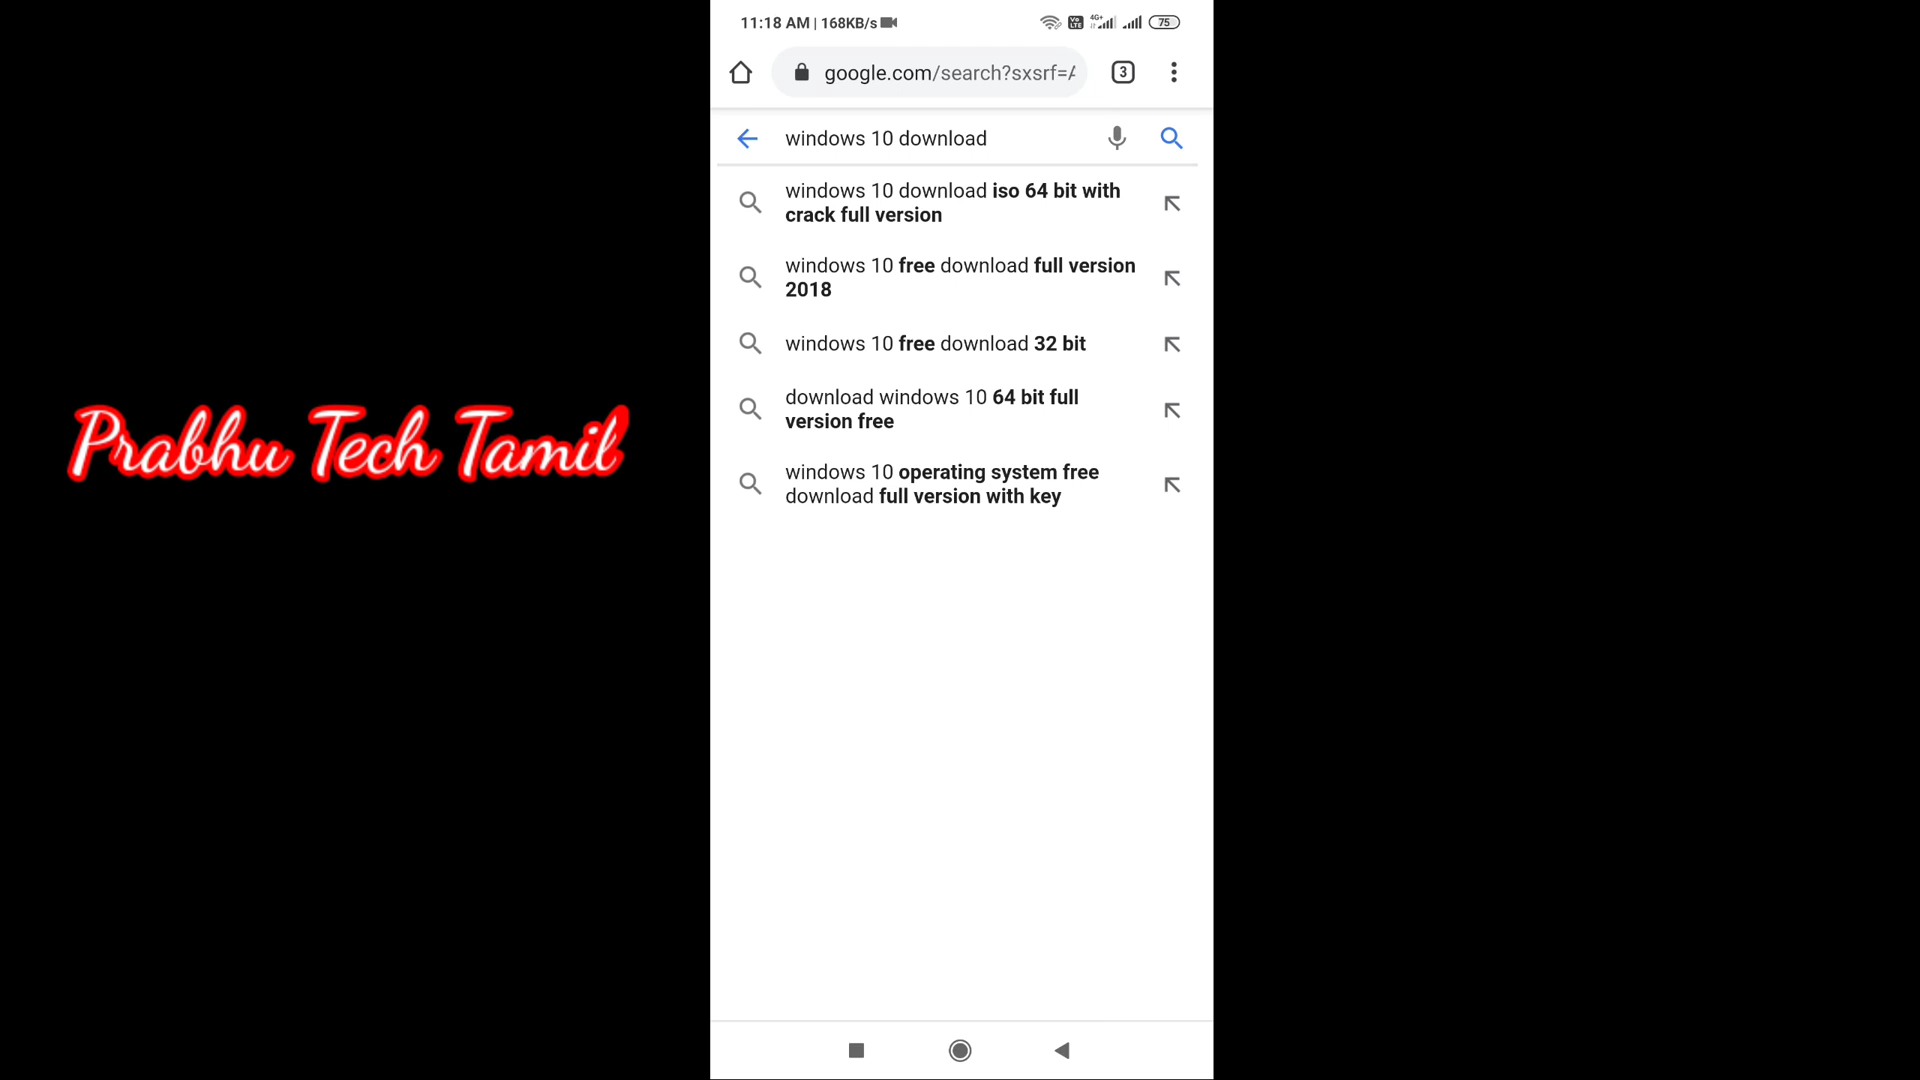 11:18 AM | 168KB/s
Vo LTE
4G+
75
google.com/search?sxsrf=A
3
windows 10 download
windows 10 download iso 64 bit with
crack full version
windows 10 free download full version
2018
windows 10 free download 32 bit
download windows 10 64 bit full
version free
windows 10 operating system free
download full version with key
Prabhu Tech Tamil